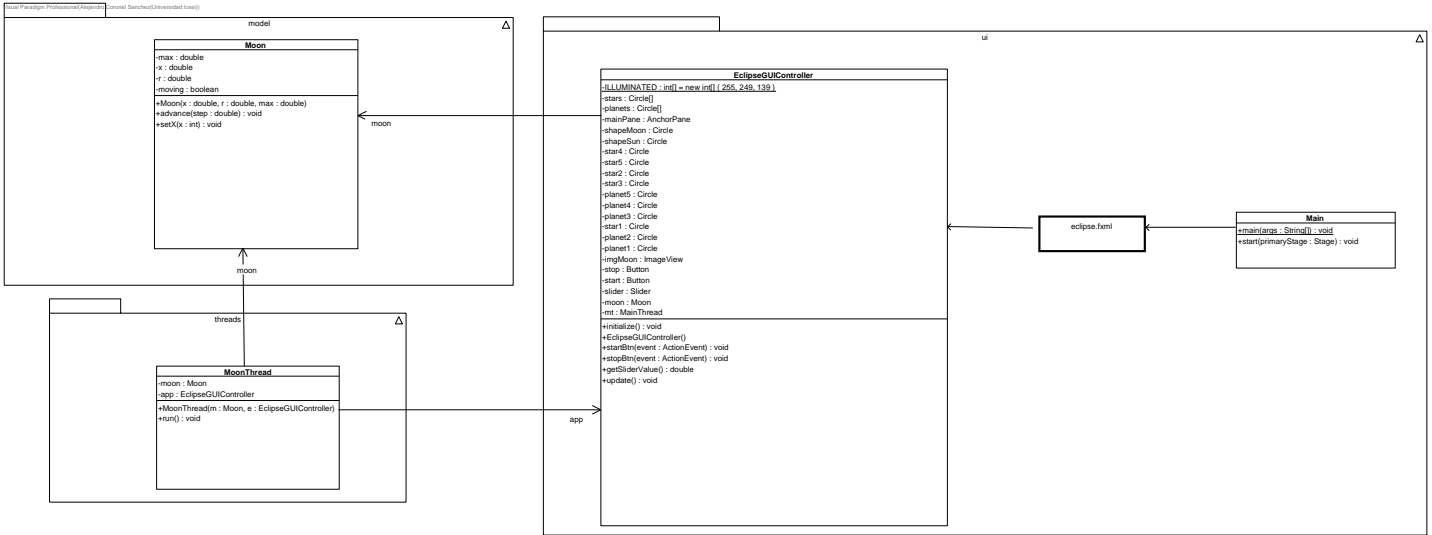 Visual Paradigm Professional(Alejandro Coronel Sanchez(Universidad Icesi))
model
Moon
-max : double
-x : double
-r : double
-moving : boolean
+Moon(x : double, r : double, max : double)
+advance(step : double) : void
+setX(x : int) : void
moon
moon
threads
MoonThread
-moon : Moon
-app : EclipseGUIController
+MoonThread(m : Moon, e : EclipseGUIController)
+run() : void
app
ui
EclipseGUIController
-ILLUMINATED : int[] = new int[] { 255, 249, 139 }
-stars : Circle[]
-planets : Circle[]
-mainPane : AnchorPane
-shapeMoon : Circle
-shapeSun : Circle
-star4 : Circle
-star5 : Circle
-star2 : Circle
-star3 : Circle
-planet5 : Circle
-planet4 : Circle
-planet3 : Circle
-star1 : Circle
-planet2 : Circle
-planet1 : Circle
-imgMoon : ImageView
-stop : Button
-start : Button
-slider : Slider
-moon : Moon
-mt : MainThread
+initialize() : void
+EclipseGUIController()
+startBtn(event : ActionEvent) : void
+stopBtn(event : ActionEvent) : void
+getSliderValue() : double
+update() : void
eclipse.fxml
Main
+main(args : String[]) : void
+start(primaryStage : Stage) : void